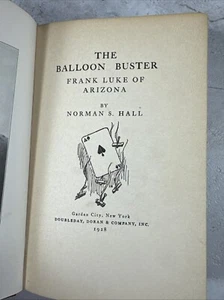 THE
BALLOON BUSTER
FRANK LUKE OF
ARIZONA
BY
NORMAN S. HALL
Garden City, New York
DOUBLEDAY, DORAN & COMPANY, INC.
1928